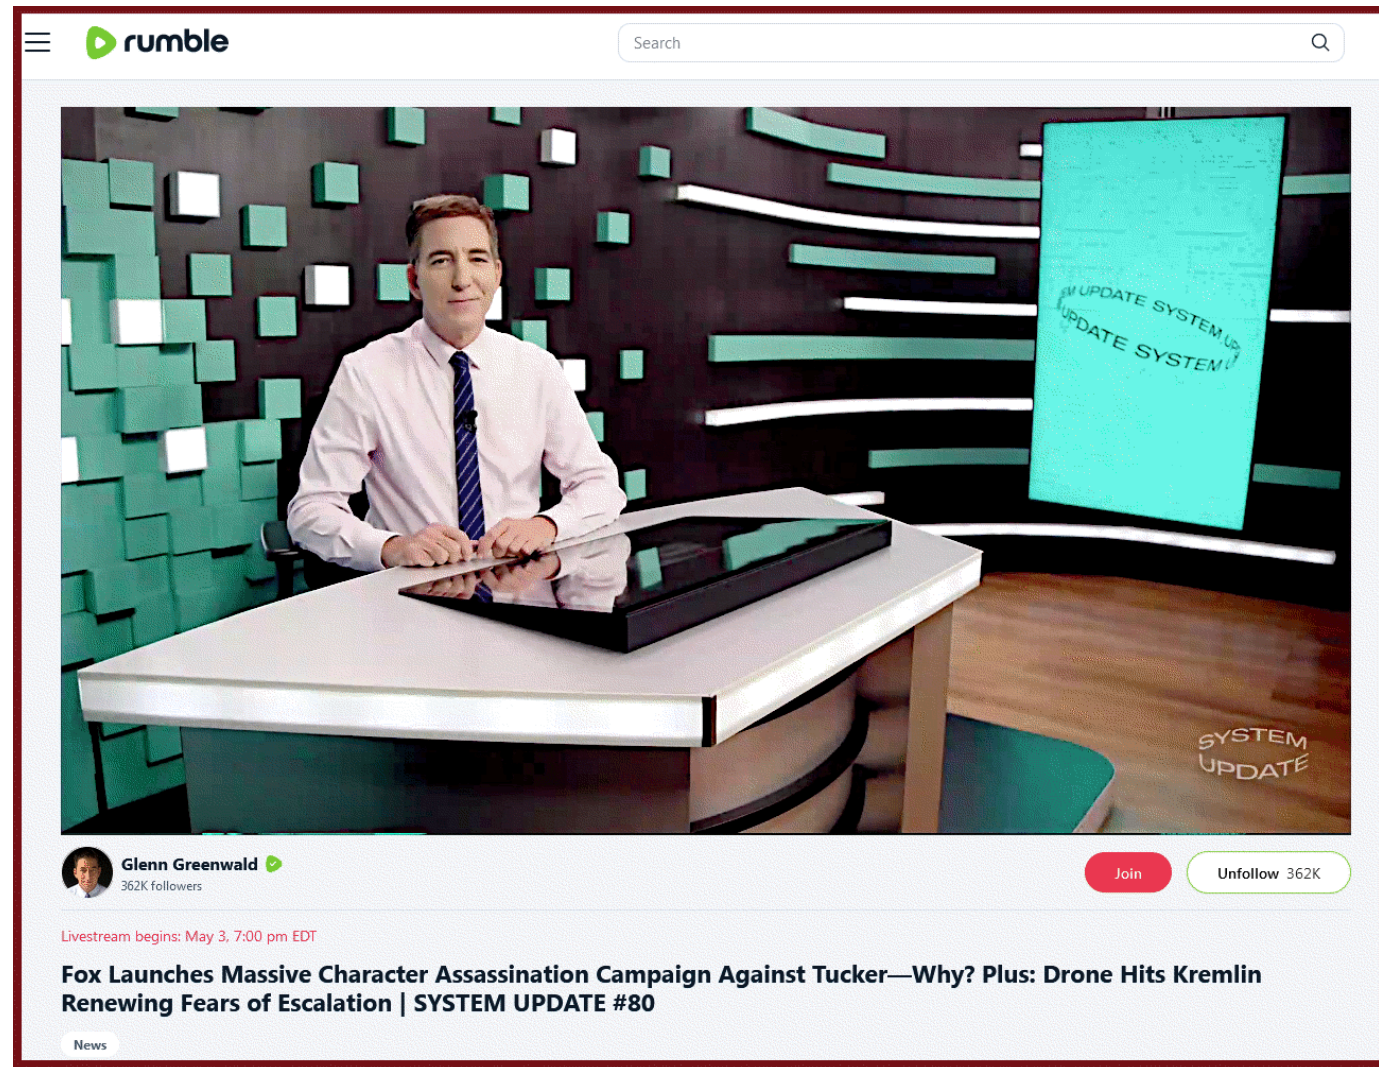 rumble
Search
M UPDATE SYSTEM UP
UPDATE SYSTEM U
SYSTEM
UPDATE
Glenn Greenwald
362K followers
Join
Unfollow 362K
Livestream begins: May 3, 7:00 pm EDT
Fox Launches Massive Character Assassination Campaign Against Tucker—Why? Plus: Drone Hits Kremlin
Renewing Fears of Escalation | SYSTEM UPDATE #80
News